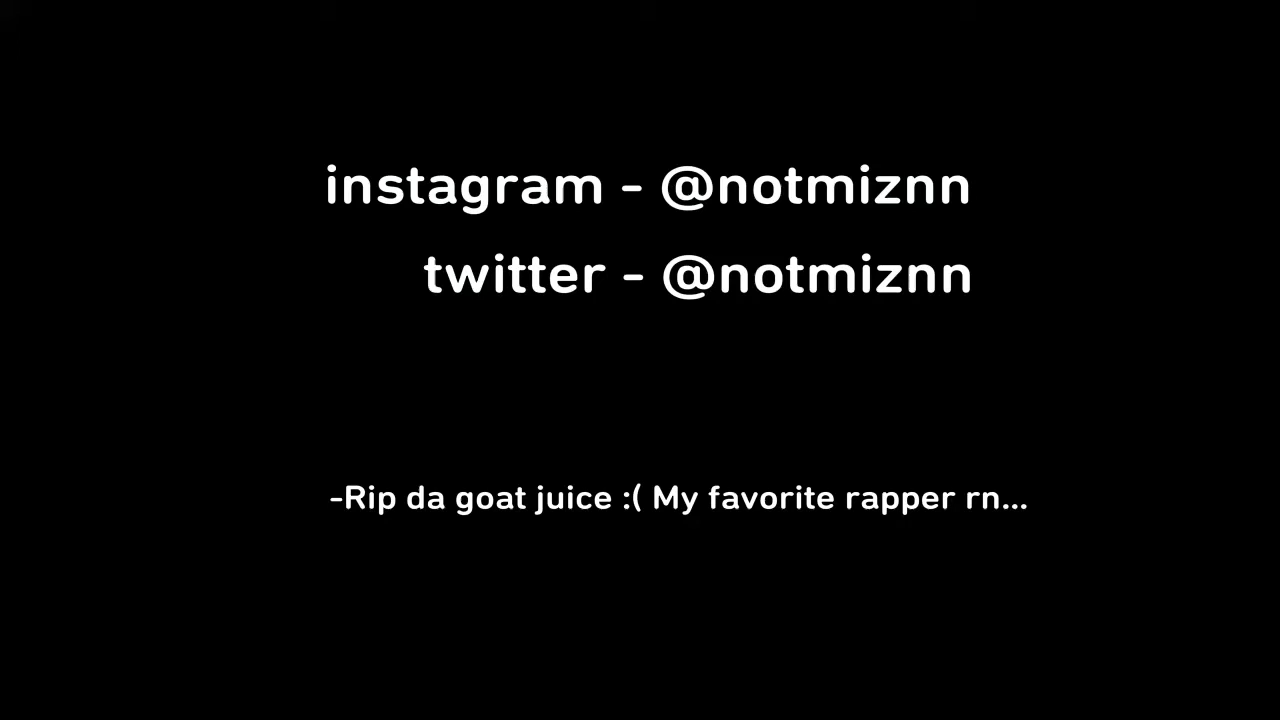 instagram - @notmiznn
twitter - @notmiznn
-Rip da goat juice :( My favorite rapper rn...